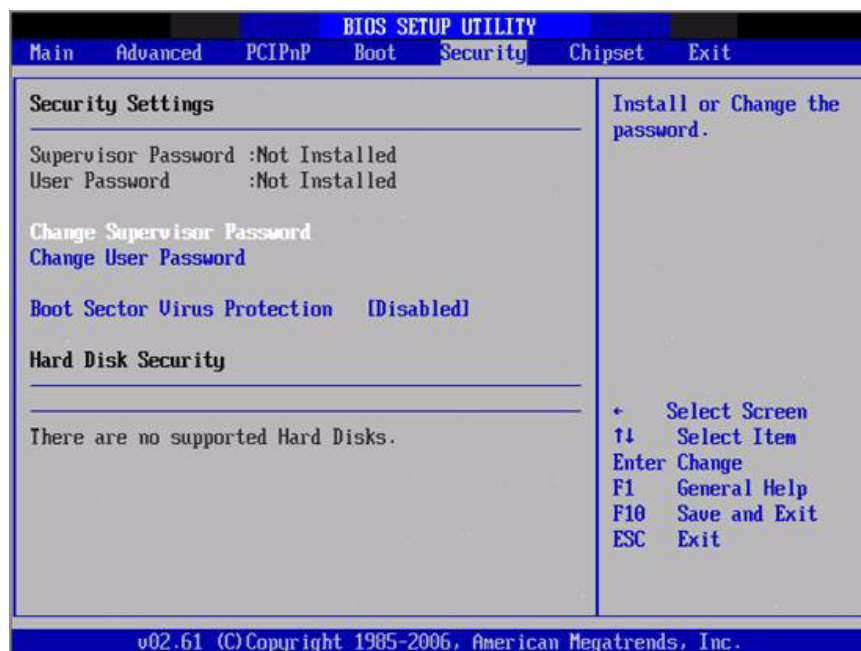 BIOS SETUP UTILITY
Main Advanced PCIPnP Boot Security Chipset Exit
Security Settings
Supervisor Password :Not Installed
User Password :Not Installed
Change Supervisor Password
Change User Password
Boot Sector Virus Protection [Disabled]
Hard Disk Security
There are no supported Hard Disks.
Install or Change the
password.
← Select Screen
↑↓ Select Item
Enter Change
F1 General Help
F10 Save and Exit
ESC Exit
v02.61 (C)Copyright 1985-2006, American Megatrends, Inc.